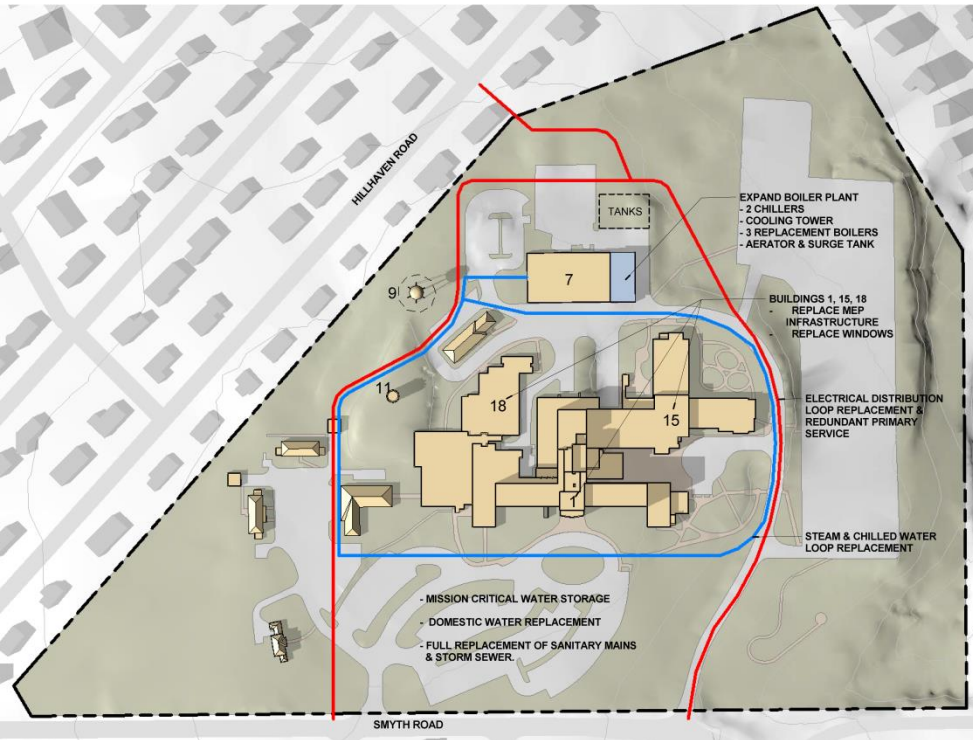 HILLHAVEN ROAD
TANKS
EXPAND BOILER PLANT
- 2 CHILLERS
- COOLING TOWER
- 3 REPLACEMENT BOILERS
- AERATOR & SURGE TANK
7
9
BUILDINGS 1, 15, 18
- REPLACE MEP
INFRASTRUCTURE
- REPLACE WINDOWS
11
18
15
ELECTRICAL DISTRIBUTION
LOOP REPLACEMENT &
REDUNDANT PRIMARY
SERVICE
1
STEAM & CHILLED WATER
LOOP REPLACEMENT
- MISSION CRITICAL WATER STORAGE
- DOMESTIC WATER REPLACEMENT
- FULL REPLACEMENT OF SANITARY MAINS
& STORM SEWER.
SMYTH ROAD